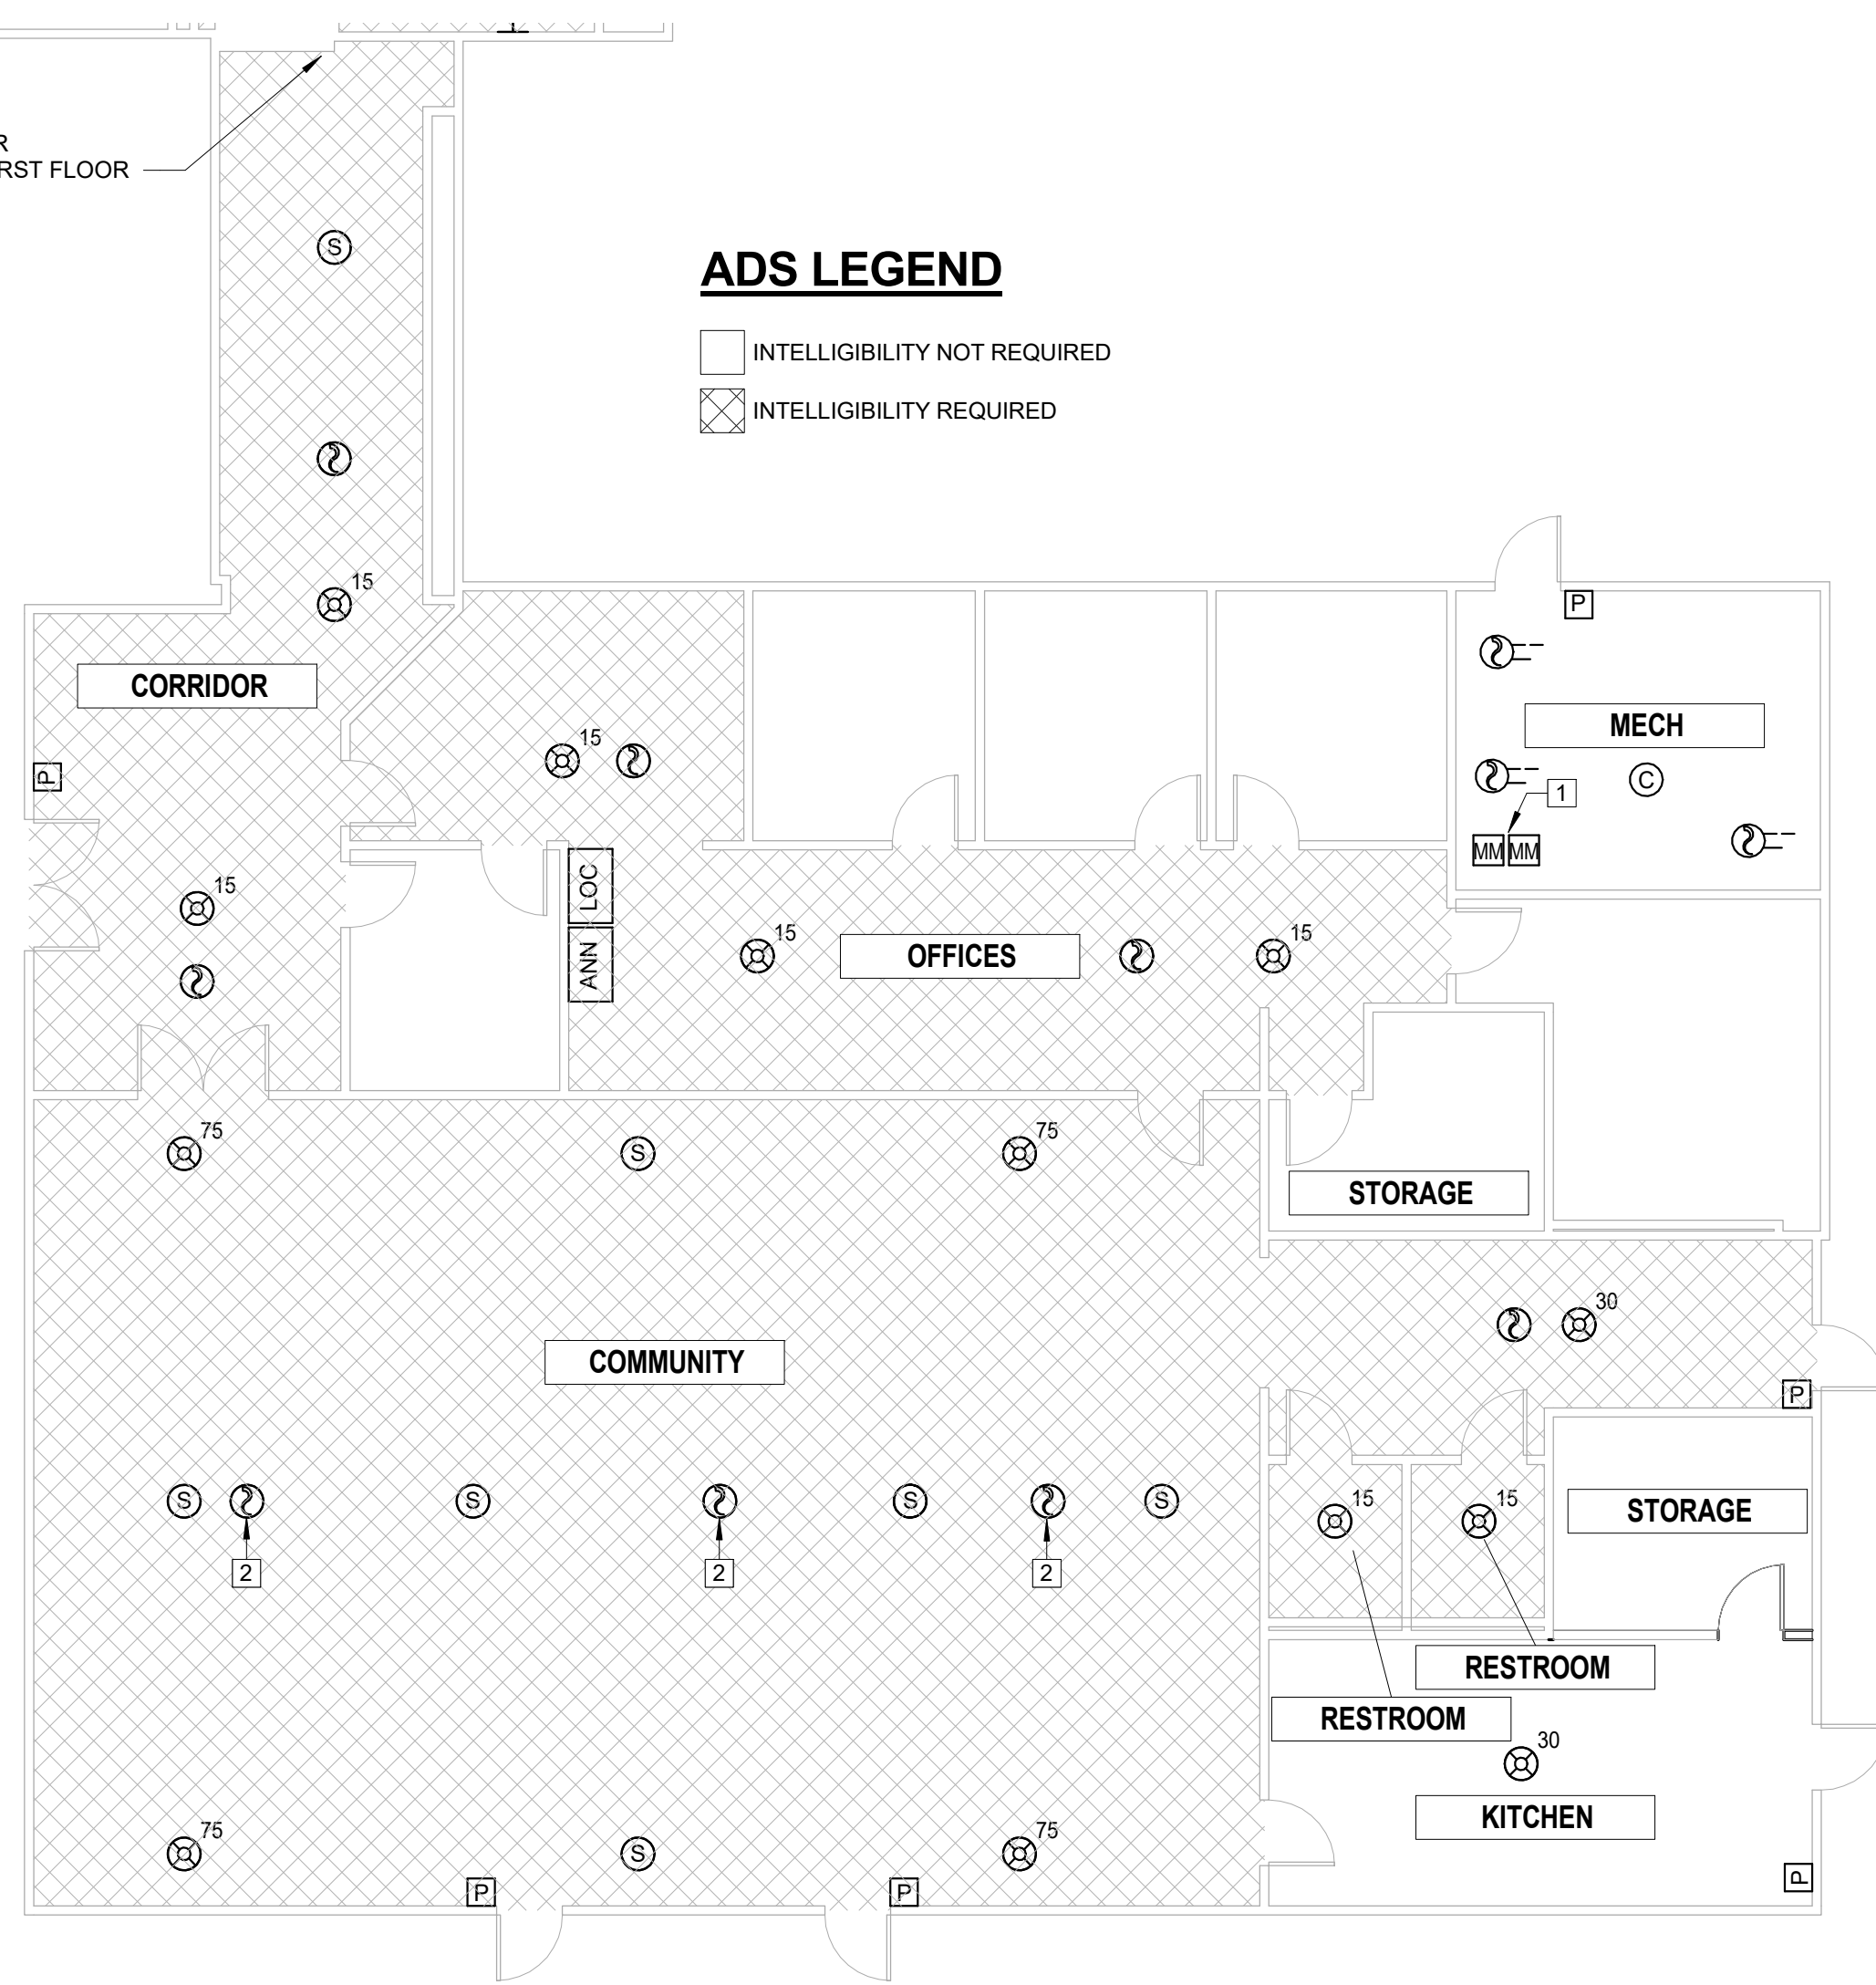 R
RST FLOOR
S
ADS LEGEND
INTELLIGIBILITY NOT REQUIRED
INTELLIGIBILITY REQUIRED
15
P
CORRIDOR
MECH
15
P
C
1
MM MM
LOC
15
ANN
15
OFFICES
15
75
S
75
STORAGE
30
COMMUNITY
P
S
S
S
S
15
15
STORAGE
2
2
2
RESTROOM
RESTROOM
30
KITCHEN
75
S
75
P
P
P